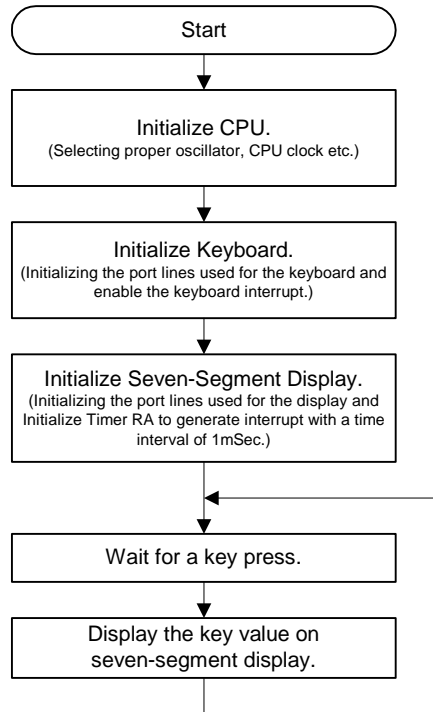 Start
Initialize CPU.
(Selecting proper oscillator, CPU clock etc.)
Initialize Keyboard.
(Initializing the port lines used for the keyboard and
enable the keyboard interrupt.)
Initialize Seven-Segment Display.
(Initializing the port lines used for the display and
Initialize Timer RA to generate interrupt with a time
interval of 1mSec.)
Wait for a key press.
Display the key value on
seven-segment display.